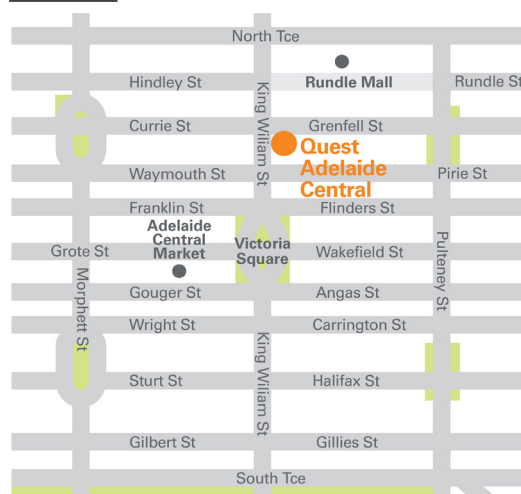 North Tce
Hindley St
Rundle Mall
Rundle St
King Wiliam St
Currie St
Grenfell St
Quest
Adelaide
Central
Waymouth St
Pirie St
Franklin St
Flinders St
Adelaide
Central
Market
Victoria
Square
Grote St
Wakefield St
Pulteney St
Morphett St
Gouger St
Angas St
Wright St
Carrington St
King Wiliam St
Sturt St
Halifax St
Gilbert St
Gillies St
South Tce